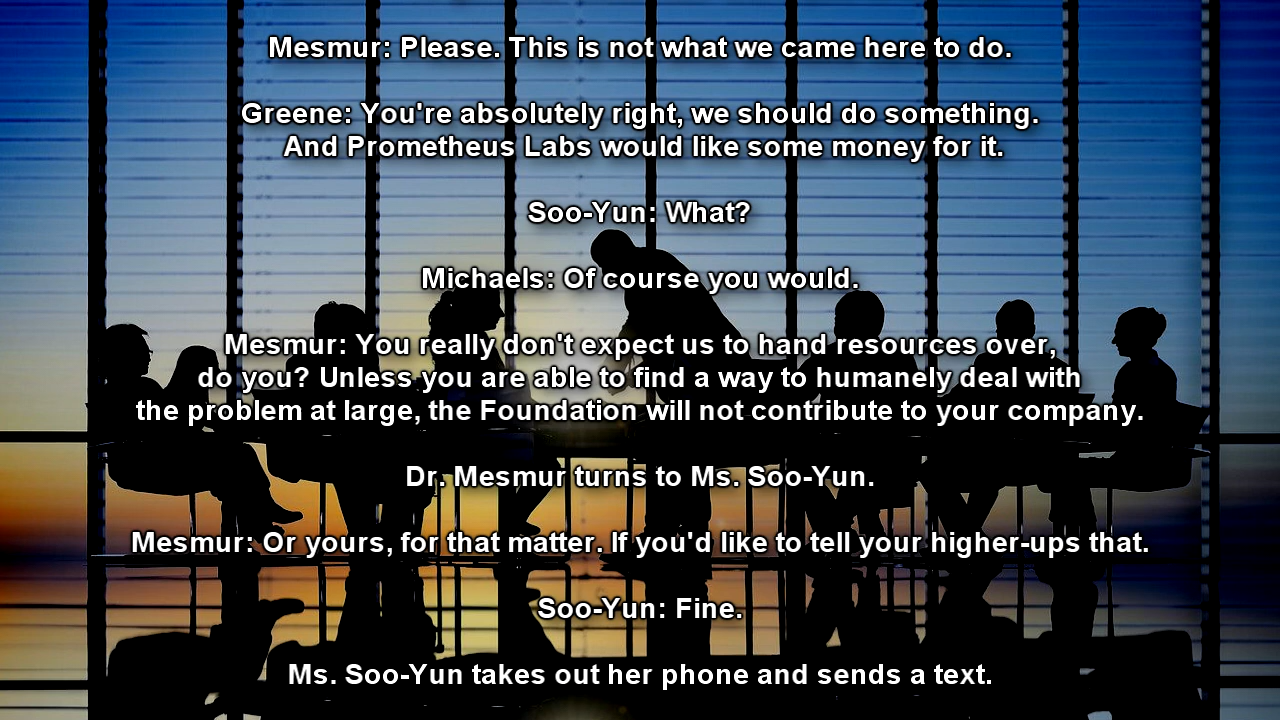 Mesmur: Please. This is not what we came here to do.
Greene: You're absolutely right, we should do something.
And Prometheus Labs would like some money for it.
Soo-Yun: What?
Michaels: Of course you would.
Mesmur: You really don't expect us to hand resources over,
do you? Unless you are able to find a way to humanely deal with
the problem at large, the Foundation will not contribute to your company.
Dr. Mesmur turns to Ms. Soo-Yun.
Mesmur: Or yours, for that matter. If you'd like to tell your higher-ups that.
Soo-Yun: Fine.
Ms. Soo-Yun takes out her phone and sends a text.